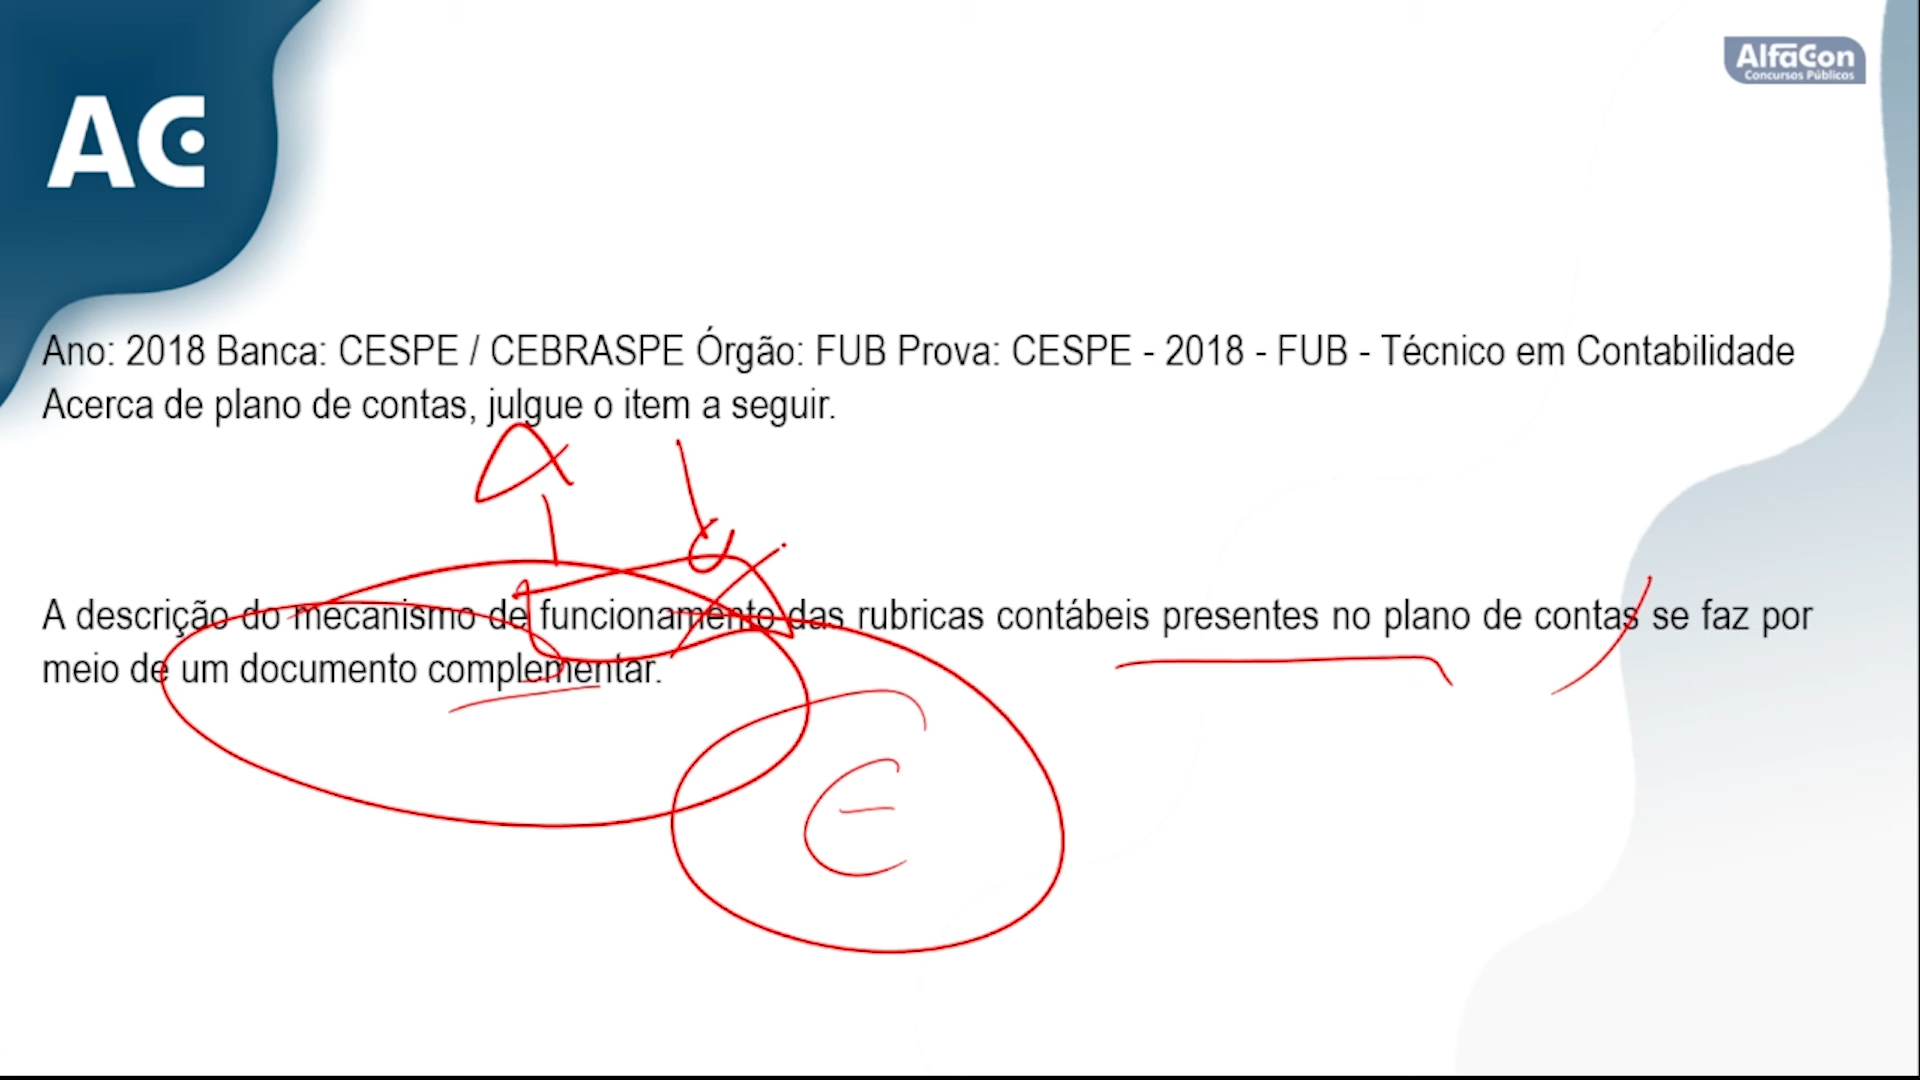 AC
AlfaCon
Concursos Públicos
Ano: 2018 Banca: CESPE / CEBRASPE Órgão: FUB Prova: CESPE - 2018 - FUB - Técnico em Contabilidade
Acerca de plano de contas, julgue o item a seguir.
A descrição do mecanismo de funcionamento das rubricas contábeis presentes no plano de contas se faz por
meio de um documento complementar.
E